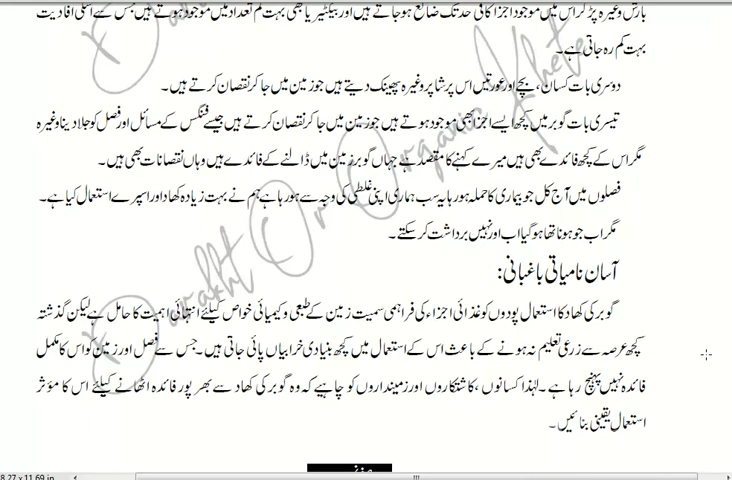 بارش وغیرہ پڑ کر اس میں موجود اجزا کافی حد تک ضائع ہو جاتے ہیں اور بیکٹیریا بھی بہت کم تعداد میں موجود ہوتے ہیں جس سے اسکی افادیت
بہت کم رہ جاتی ہے۔
دوسری بات کسان، بچے اور عورتیں اس پر شاپر وغیرہ پھینک دیتے ہیں جو زمین میں جا کر نقصان کرتے ہیں۔
تیسری بات گوبر میں کچھ ایسے اجزا بھی موجود ہوتے ہیں جو زمین میں جا کر نقصان کرتے ہیں جیسے فنگس کے مسائل اور فصل کو جلا دینا وغیرہ
مگر اس کے کچھ فائدے بھی ہیں میرے کہنے کا مقصد ہے جہاں گوبر زمین میں ڈالنے کے فائدے ہیں وہاں نقصانات بھی ہیں۔
فصلوں میں آج کل جو بیماری کا حملہ ہو رہا یہ سب ہماری اپنی غلطی کی وجہ سے ہو رہا ہے ہم نے بہت زیادہ کھاد اور اسپرے استعمال کیا ہے۔
مگر اب جو ہونا تھا ہو گیا اب اور نہیں برداشت کر سکتے۔
آسان نامیاتی باغبانی:
گوبر کی کھاد کا استعمال پودوں کو غذائی اجزاء کی فراہمی سمیت زمین کے طبعی و کیمیائی خواص کیلئے انتہائی اہمیت کا حامل ہے لیکن گذشتہ
کچھ عرصہ سے زرعی تعلیم نہ ہونے کے باعث اس کے استعمال میں کچھ بنیادی خرابیاں پائی جاتی ہیں۔ جس سے فصل اور زمین کو اس کا مکمل
فائدہ نہیں پہنچ رہا ہے۔ لہٰذا کسانوں، کاشتکاروں اور زمینداروں کو چاہیے کہ وہ گوبر کی کھاد سے بھر پور فائدہ اٹھانے کیلئے اس کا مؤثر
استعمال یقینی بنائیں۔
Darakht Or Organic Khete
8.27 x 11.69 in